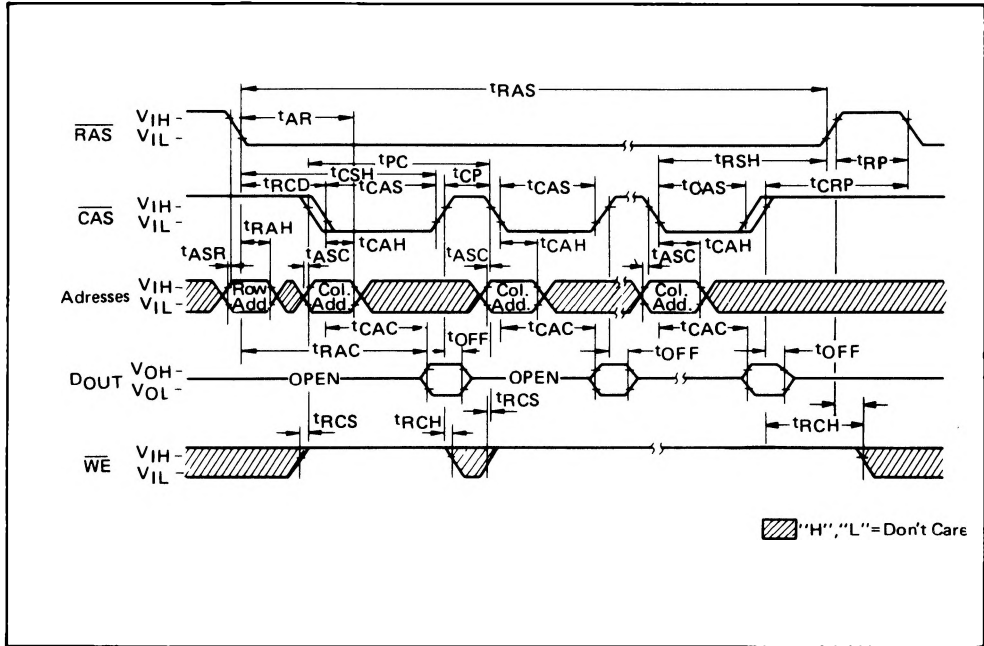 tRAS
tAR
RAS
VIH
VIL
tPC
tRSH
tRP
tCSH
tCP
tRCD
tCAS
tCAS
tCAS
tCRP
CAS
VIH
VIL
tRAH
tCAH
tCAH
tCAH
tASR
tASC
tASC
tASC
Adresses
VIH
VIL
Row Add.
Col. Add.
Col. Add.
Col. Add.
tCAC
tCAC
tCAC
tRAC
tOFF
tOFF
tOFF
DOUT
VOH
VOL
OPEN
OPEN
tRCS
tRCH
tRCS
tRCH
WE
VIH
VIL
"H","L"=Don't Care